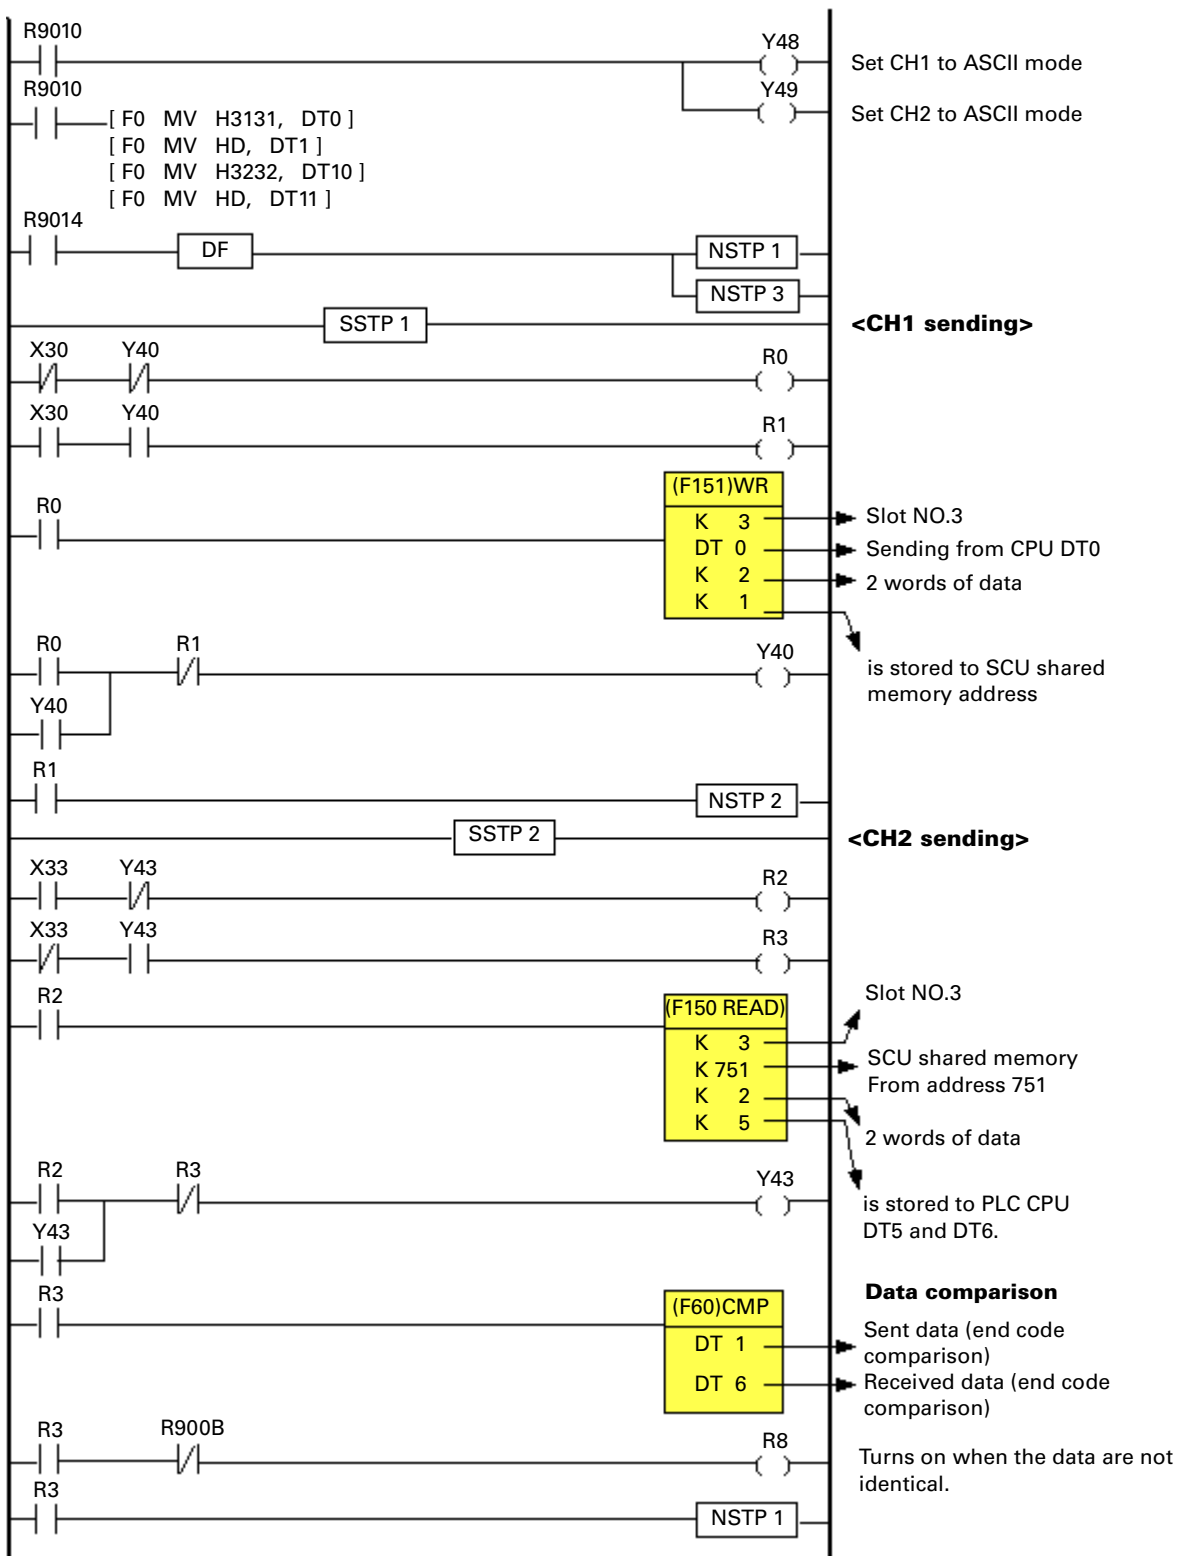 R9010
Y48
Set CH1 to ASCII mode
R9010
Y49
Set CH2 to ASCII mode
[ F0 MV H3131, DT0 ]
[ F0 MV HD, DT1 ]
[ F0 MV H3232, DT10 ]
[ F0 MV HD, DT11 ]
R9014
DF
NSTP 1
NSTP 3
SSTP 1
<CH1 sending>
X30 Y40
R0
X30 Y40
R1
(F151)WR
R0
K 3
Slot NO.3
DT 0
Sending from CPU DT0
K 2
2 words of data
K 1
is stored to SCU shared
memory address
R0 R1
Y40
Y40
R1
NSTP 2
SSTP 2
<CH2 sending>
X33 Y43
R2
X33 Y43
R3
R2
(F150 READ)
Slot NO.3
K 3
K 751
SCU shared memory
From address 751
K 2
2 words of data
K 5
is stored to PLC CPU
DT5 and DT6.
R2 R3
Y43
Y43
R3
Data comparison
(F60)CMP
DT 1
Sent data (end code
comparison)
DT 6
Received data (end code
comparison)
R3 R900B
R8
Turns on when the data are not
identical.
R3
NSTP 1